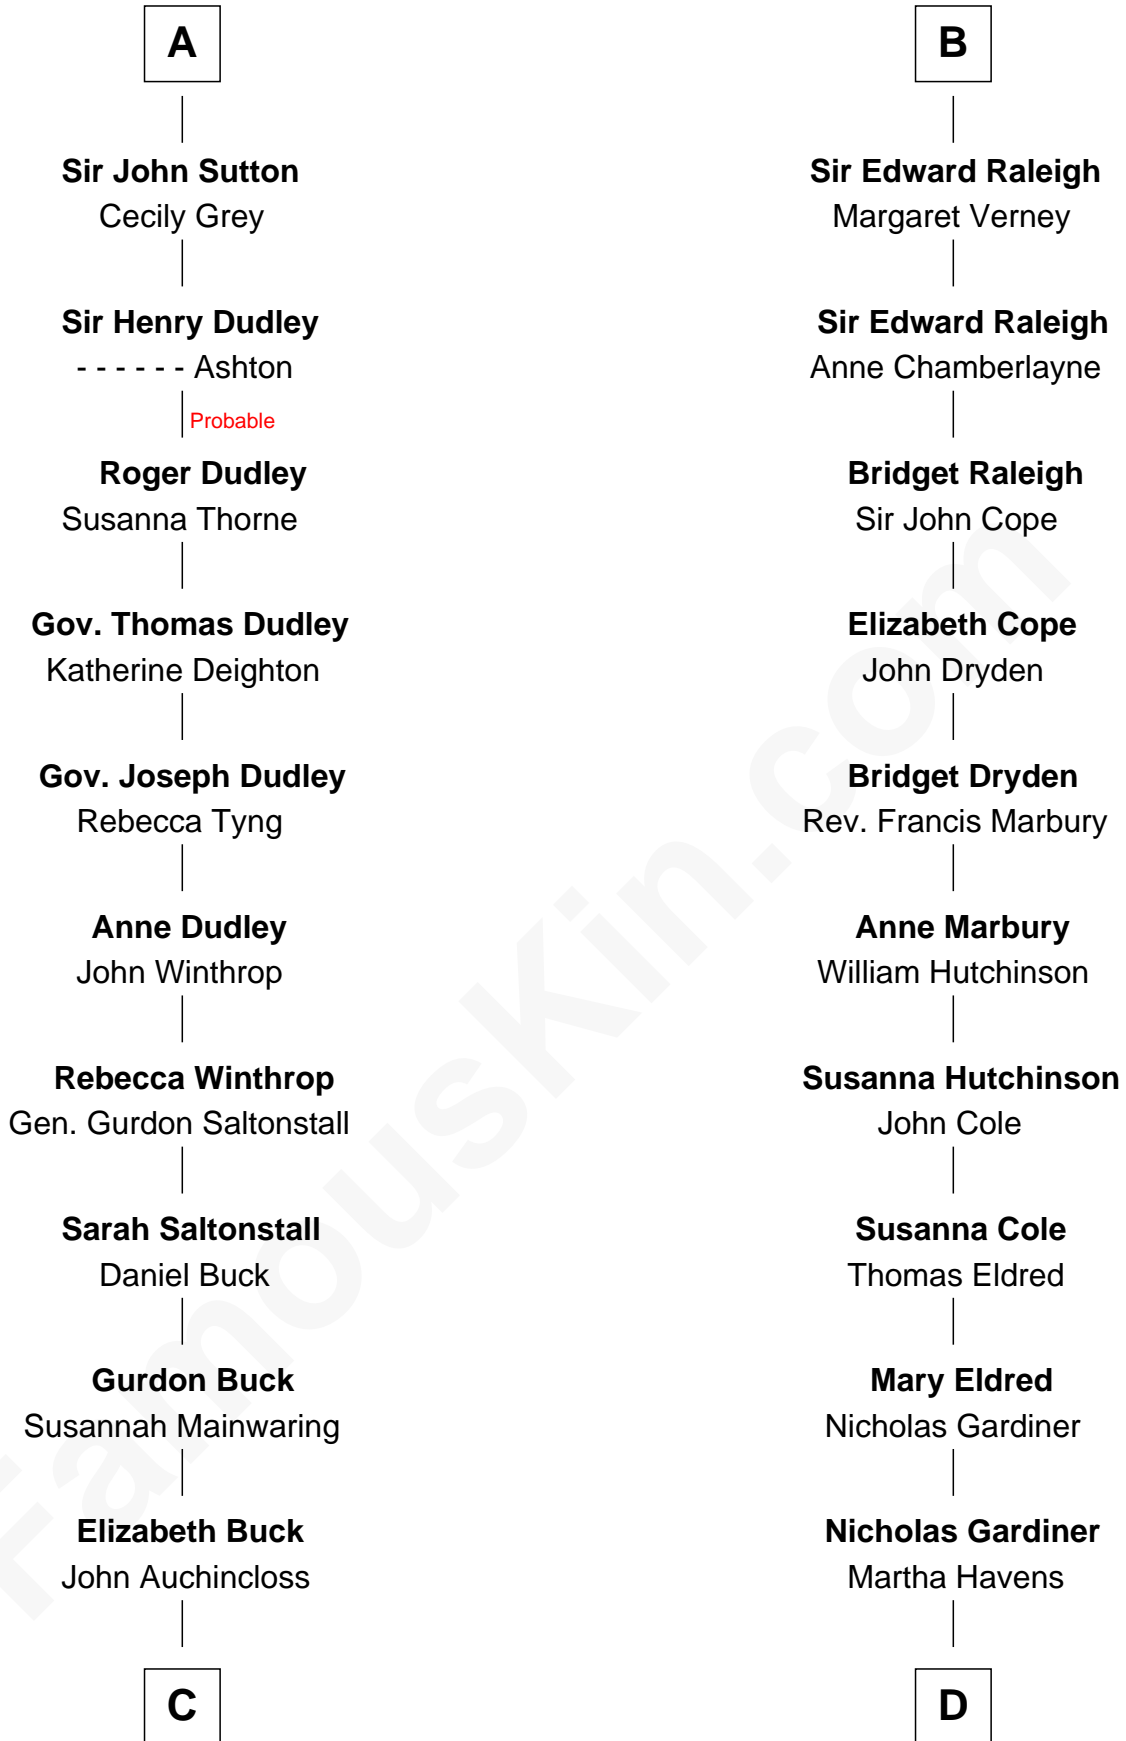 A
Sir John Sutton
Cecily Grey
Sir Henry Dudley
- - - - - - Ashton
Probable
Roger Dudley
Susanna Thorne
Gov. Thomas Dudley
Katherine Deighton
Gov. Joseph Dudley
Rebecca Tyng
Anne Dudley
John Winthrop
Rebecca Winthrop
Gen. Gurdon Saltonstall
Sarah Saltonstall
Daniel Buck
Gurdon Buck
Susannah Mainwaring
Elizabeth Buck
John Auchincloss
C
B
Sir Edward Raleigh
Margaret Verney
Sir Edward Raleigh
Anne Chamberlayne
Bridget Raleigh
Sir John Cope
Elizabeth Cope
John Dryden
Bridget Dryden
Rev. Francis Marbury
Anne Marbury
William Hutchinson
Susanna Hutchinson
John Cole
Susanna Cole
Thomas Eldred
Mary Eldred
Nicholas Gardiner
Nicholas Gardiner
Martha Havens
D
FamousKin.com